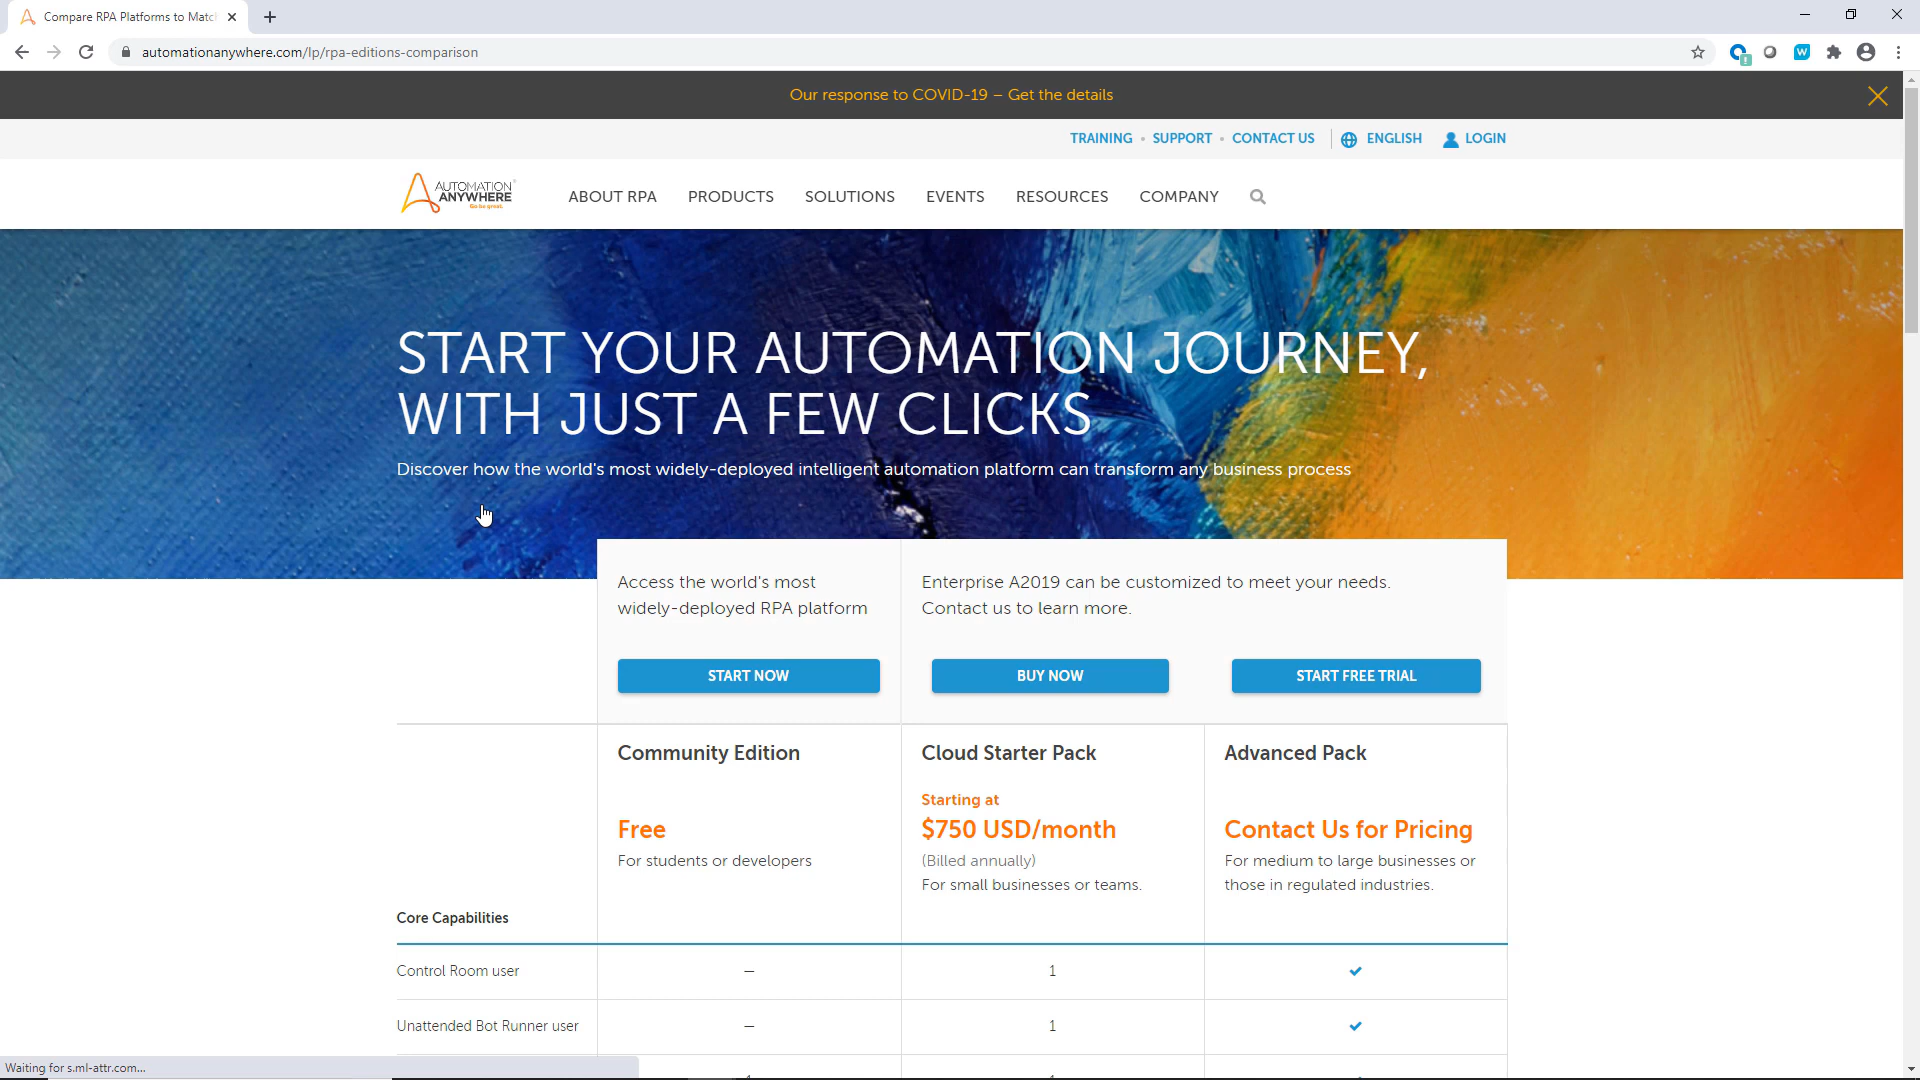 Compare RPA Platforms to Matc
automationanywhere.com/lp/rpa-editions-comparison
Our response to COVID-19 – Get the details
TRAINING • SUPPORT • CONTACT US ENGLISH LOGIN
AUTOMATION
ANYWHERE
Go be great.
ABOUT RPA PRODUCTS SOLUTIONS EVENTS RESOURCES COMPANY
START YOUR AUTOMATION JOURNEY,
WITH JUST A FEW CLICKS
Discover how the world's most widely-deployed intelligent automation platform can transform any business process
Access the world's most
widely-deployed RPA platform
START NOW
Enterprise A2019 can be customized to meet your needs.
Contact us to learn more.
BUY NOW START FREE TRIAL
Community Edition
Free
For students or developers
Cloud Starter Pack
Starting at
$750 USD/month
(Billed annually)
For small businesses or teams.
Advanced Pack
Contact Us for Pricing
For medium to large businesses or
those in regulated industries.
Core Capabilities
Control Room user – 1 ✓
Unattended Bot Runner user – 1 ✓
Waiting for s.ml-attr.com...